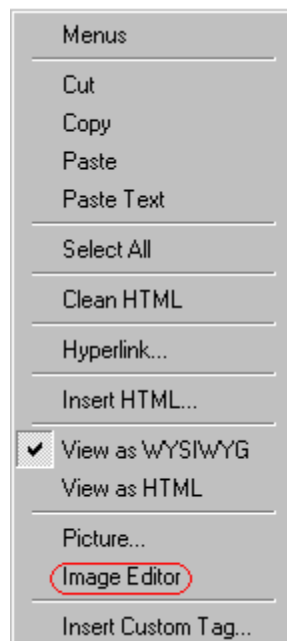 Menus
Cut
Copy
Paste
Paste Text
Select All
Clean HTML
Hyperlink...
Insert HTML...
View as WYSIWYG
View as HTML
Picture...
Image Editor
Insert Custom Tag...